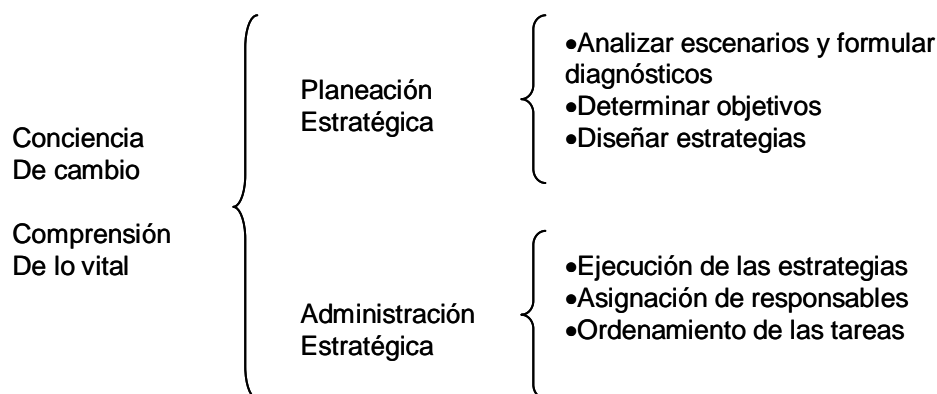 Conciencia
De cambio
Comprensión
De lo vital
Planeación
Estratégica
•Analizar escenarios y formular
diagnósticos
•Determinar objetivos
•Diseñar estrategias
Administración
Estratégica
•Ejecución de las estrategias
•Asignación de responsables
•Ordenamiento de las tareas